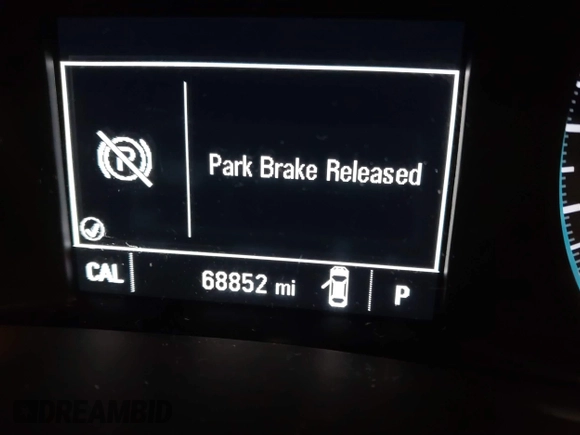 Park Brake Released
CAL 68852 mi P
DREAMBID